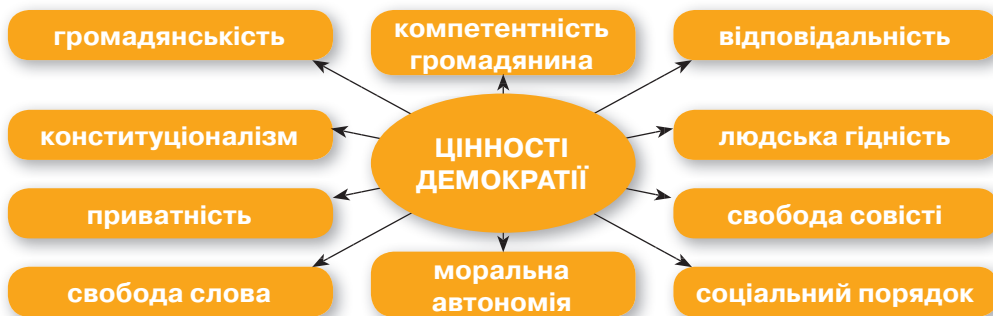 громадянськість
компетентність
громадянина
відповідальність
конституціоналізм
ЦІННОСТІ
ДЕМОКРАТІЇ
людська гідність
приватність
свобода совісті
свобода слова
моральна
автономія
соціальний порядок